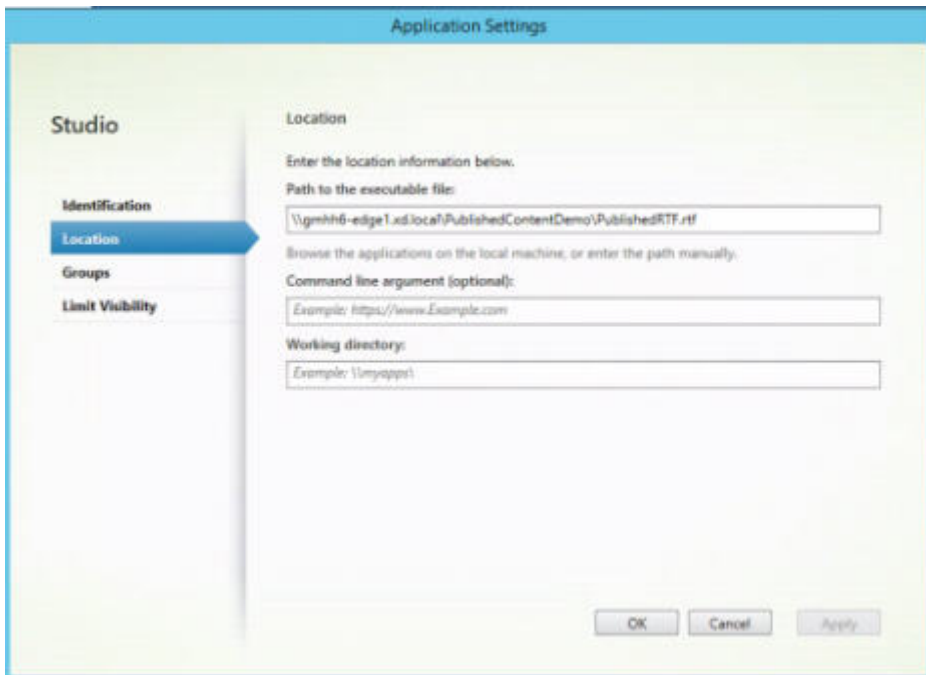 Application Settings
Studio
Identification
Location
Groups
Limit Visibility
Location
Enter the location information below.
Path to the executable file:
\\gmhh6-edge1.xd.local\PublishedContentDemo\PublishedRTF.rtf
Browse the applications on the local machine, or enter the path manually.
Command line argument (optional):
Example: https://www.Example.com
Working directory:
Example: \\myapps\
OK Cancel Apply